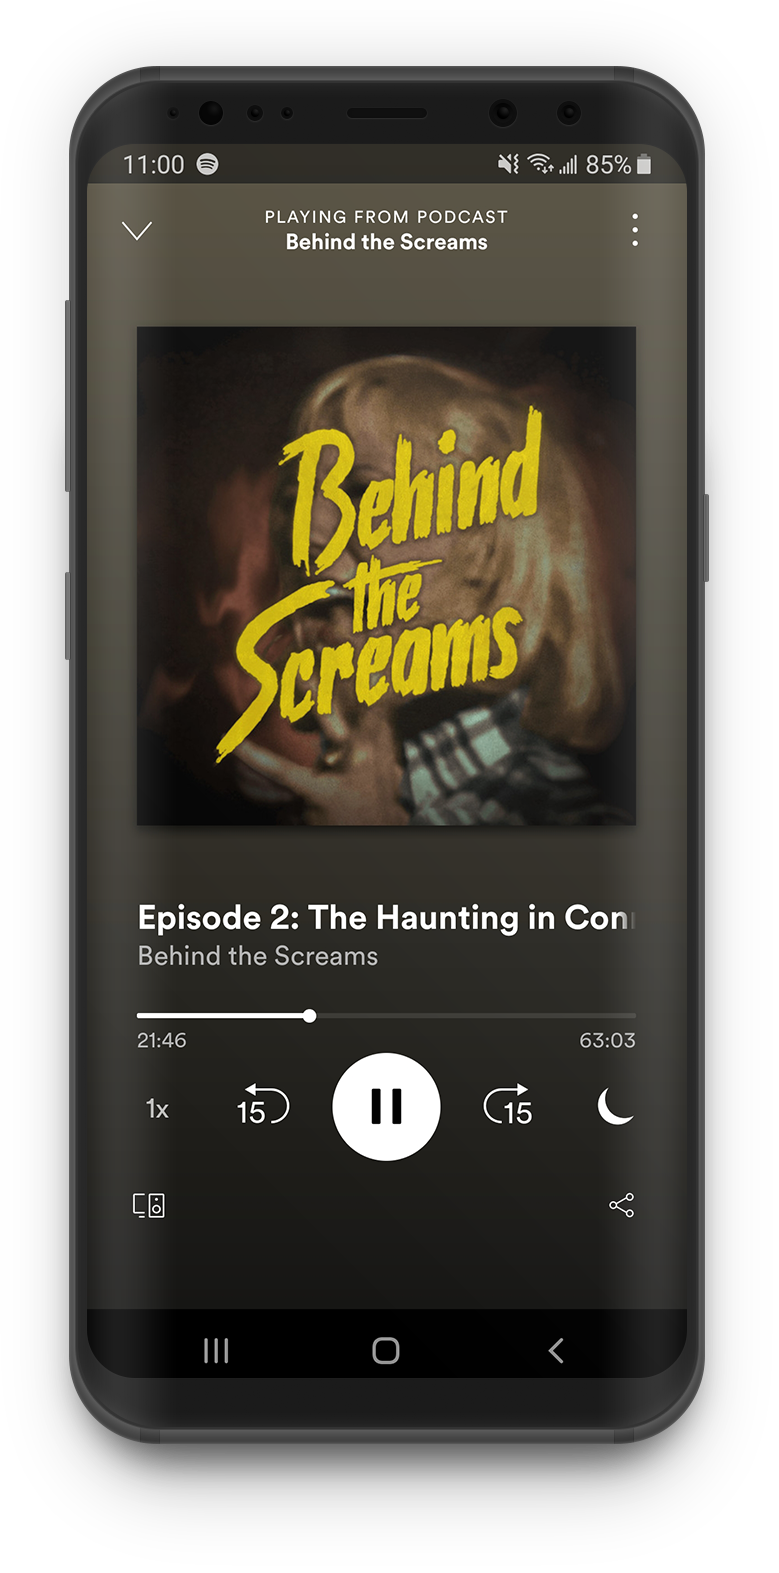 11:00
85%
PLAYING FROM PODCAST
Behind the Screams
Behind
the
Screams
Episode 2: The Haunting in Con
Behind the Screams
21:46
63:03
1x
15
15